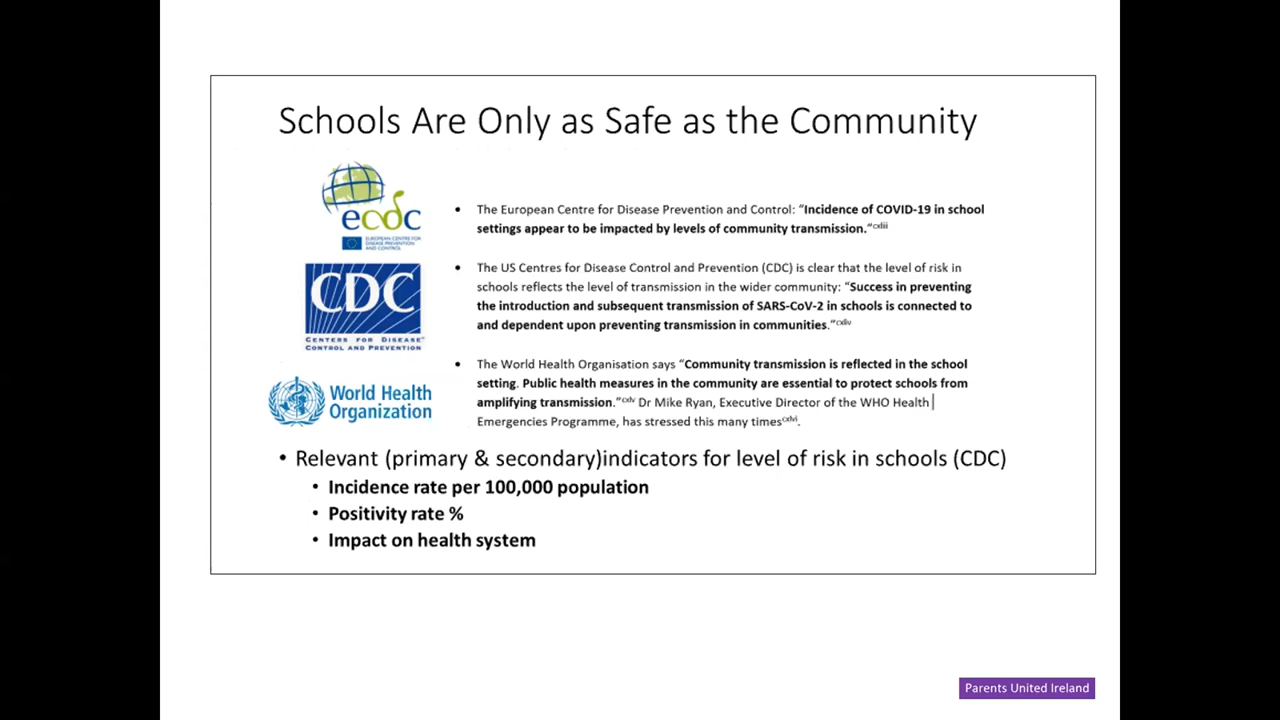 Schools Are Only as Safe as the Community
ecdc
EUROPEAN CENTRE FOR
DISEASE PREVENTION
AND CONTROL
• The European Centre for Disease Prevention and Control: “Incidence of COVID-19 in school
settings appear to be impacted by levels of community transmission.”cxliii
CDC
CENTERS FOR DISEASE™
CONTROL AND PREVENTION
• The US Centres for Disease Control and Prevention (CDC) is clear that the level of risk in
schools reflects the level of transmission in the wider community: “Success in preventing
the introduction and subsequent transmission of SARS-CoV-2 in schools is connected to
and dependent upon preventing transmission in communities.”cxliv
World Health
Organization
• The World Health Organisation says “Community transmission is reflected in the school
setting. Public health measures in the community are essential to protect schools from
amplifying transmission.”cxlv Dr Mike Ryan, Executive Director of the WHO Health
Emergencies Programme, has stressed this many timescxlvi.
• Relevant (primary & secondary)indicators for level of risk in schools (CDC)
• Incidence rate per 100,000 population
• Positivity rate %
• Impact on health system
Parents United Ireland